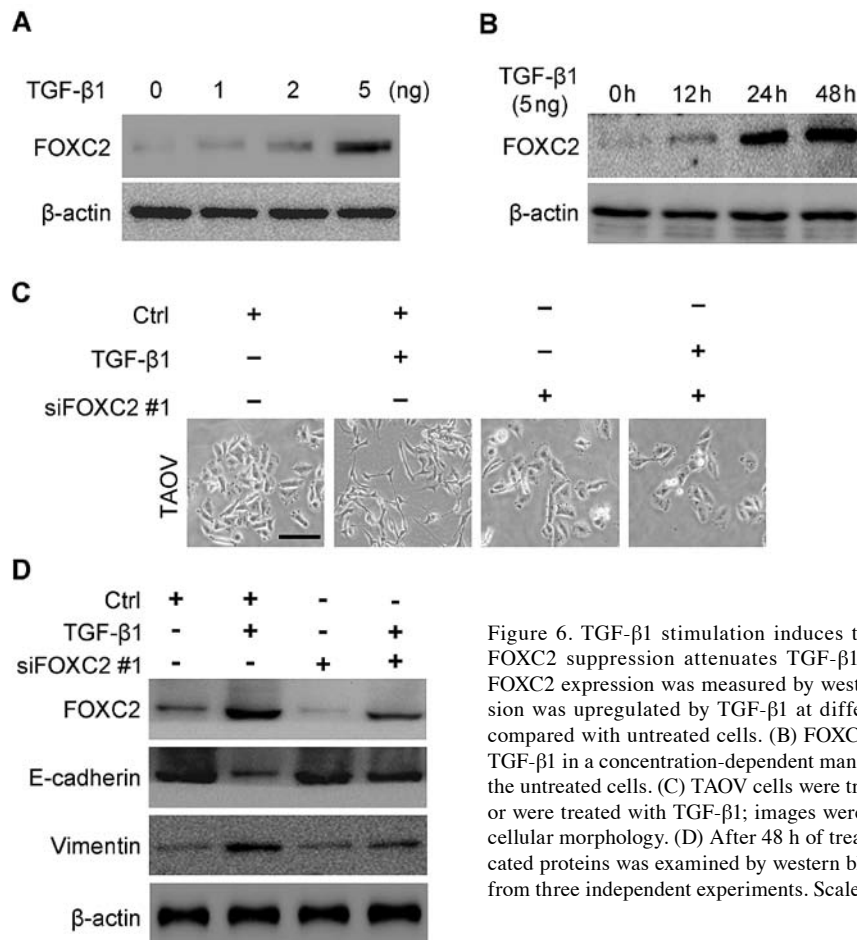 A
TGF-β1 0 1 2 5 (ng)
FOXC2
β-actin
B
TGF-β1
(5ng) 0h 12h 24h 48h
FOXC2
β-actin
C
Ctrl + + – –
TGF-β1 – + – +
siFOXC2 #1 – – + +
TAOV
D
Ctrl + + - -
TGF-β1 - + - +
siFOXC2 #1 - - + +
FOXC2
E-cadherin
Vimentin
β-actin
Figure 6. TGF-β1 stimulation induces t
FOXC2 suppression attenuates TGF-β1
FOXC2 expression was measured by weste
sion was upregulated by TGF-β1 at diffe
compared with untreated cells. (B) FOXC
TGF-β1 in a concentration-dependent man
the untreated cells. (C) TAOV cells were tr
or were treated with TGF-β1; images were
cellular morphology. (D) After 48 h of trea
cated proteins was examined by western b
from three independent experiments. Scale